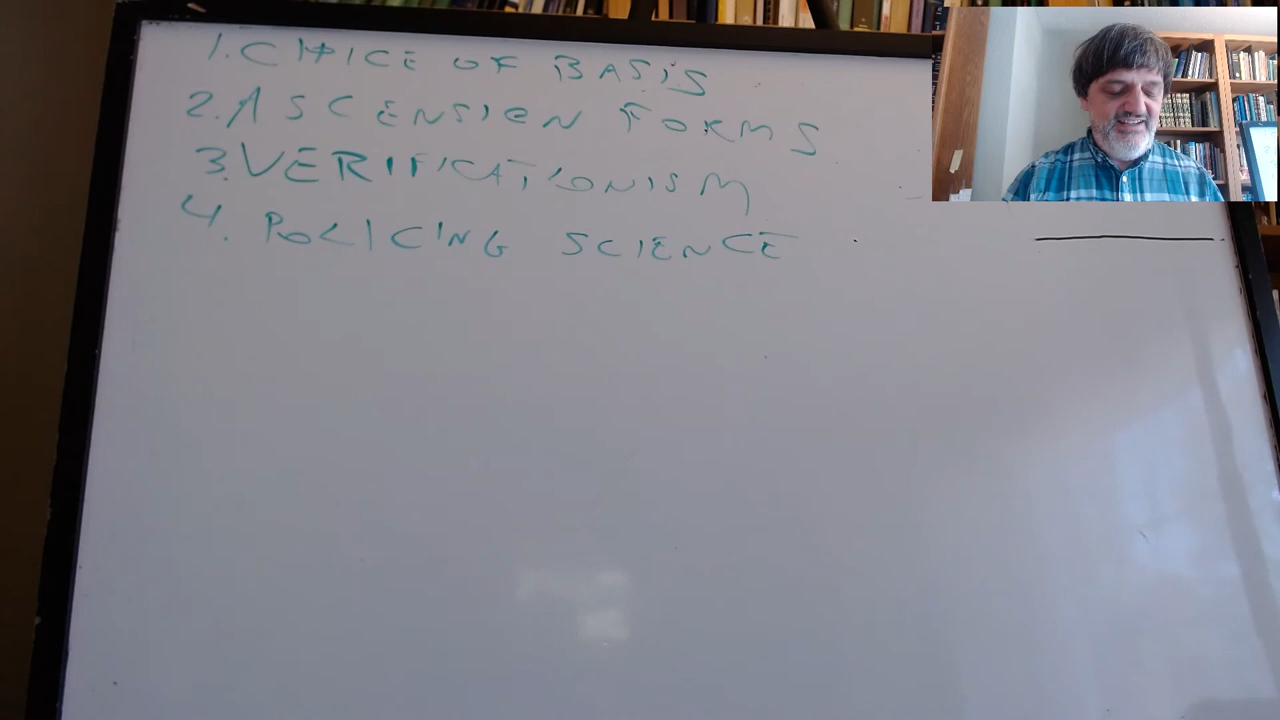 1. CHOICE OF BASIS
2. ASCENSION FORMS
3. VERIFICATIONISM
4. POLICING SCIENCE